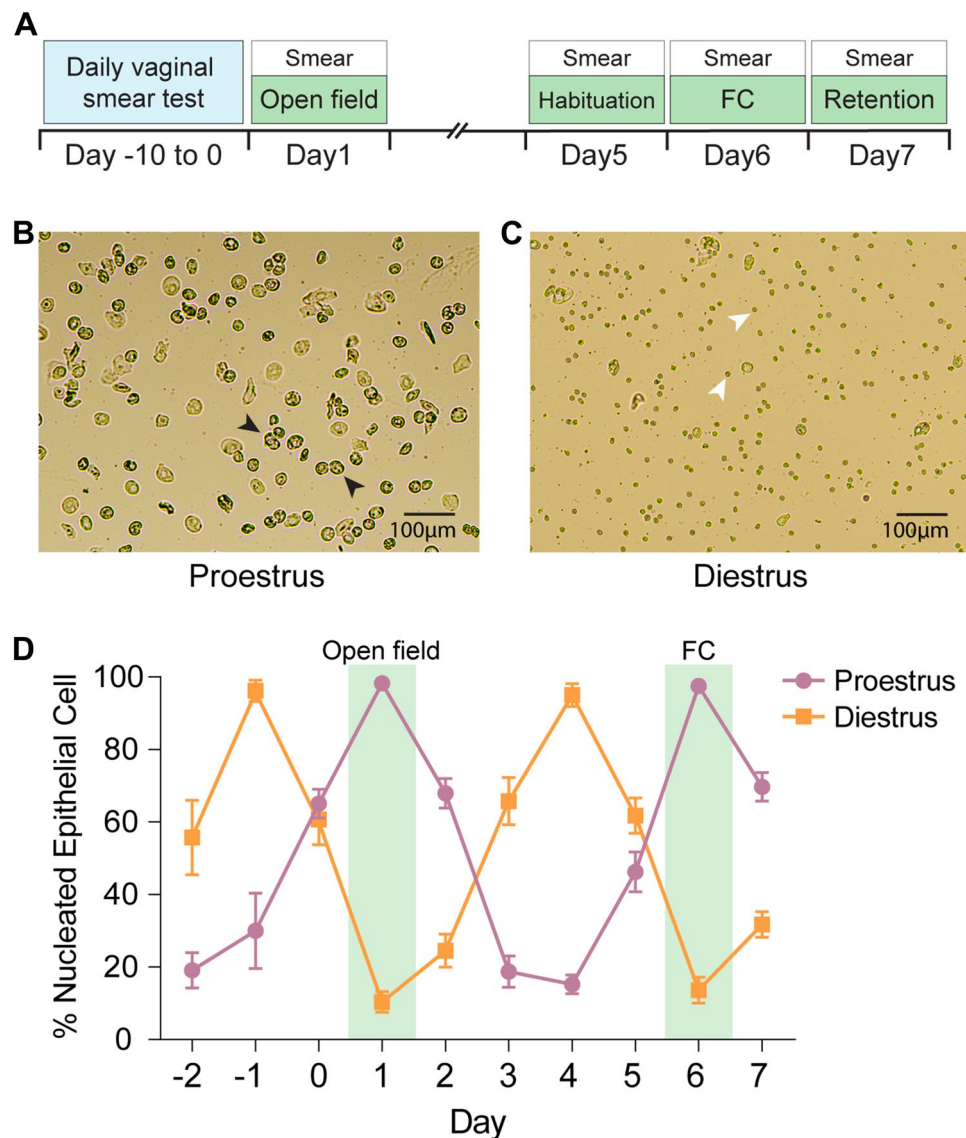 A
Daily vaginal
smear test
Smear
Open field
Smear
Habituation
Smear
FC
Smear
Retention
Day -10 to 0
Day1
Day5
Day6
Day7
B
100μm
Proestrus
C
100μm
Diestrus
D
Open field
FC
Proestrus
Diestrus
% Nucleated Epithelial Cell
100
80
60
40
20
0
-2 -1 0 1 2 3 4 5 6 7
Day